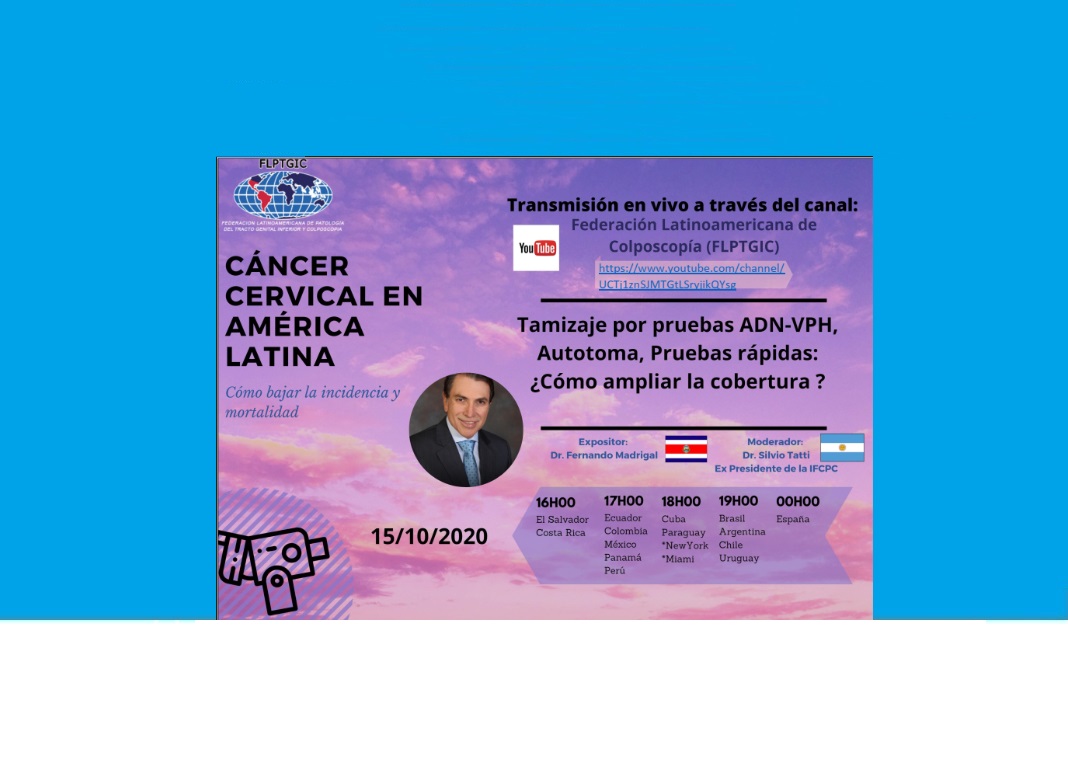 FLPTGIC
FEDERACIÓN LATINOAMERICANA DE PATOLOGÍA
DEL TRACTO GENITAL INFERIOR Y COLPOSCOPÍA
CÁNCER
CERVICAL EN
AMÉRICA
LATINA
Cómo bajar la incidencia y
mortalidad
15/10/2020
Transmisión en vivo a través del canal:
Federación Latinoamericana de
Colposcopía (FLPTGIC)
YouTube
https://www.youtube.com/channel/
Tamizaje por pruebas ADN-VPH,
Autotoma, Pruebas rápidas:
¿Cómo ampliar la cobertura ?
Expositor:
Dr. Fernando Madrigal
Moderador:
Dr. Silvio Tatti
Ex Presidente de la IFCPC
16H00
El Salvador
Costa Rica
17H00
Ecuador
Colombia
México
Panamá
Perú
18H00
Cuba
Paraguay
*NewYork
*Miami
19H00
Brasil
Argentina
Chile
Uruguay
00H00
España